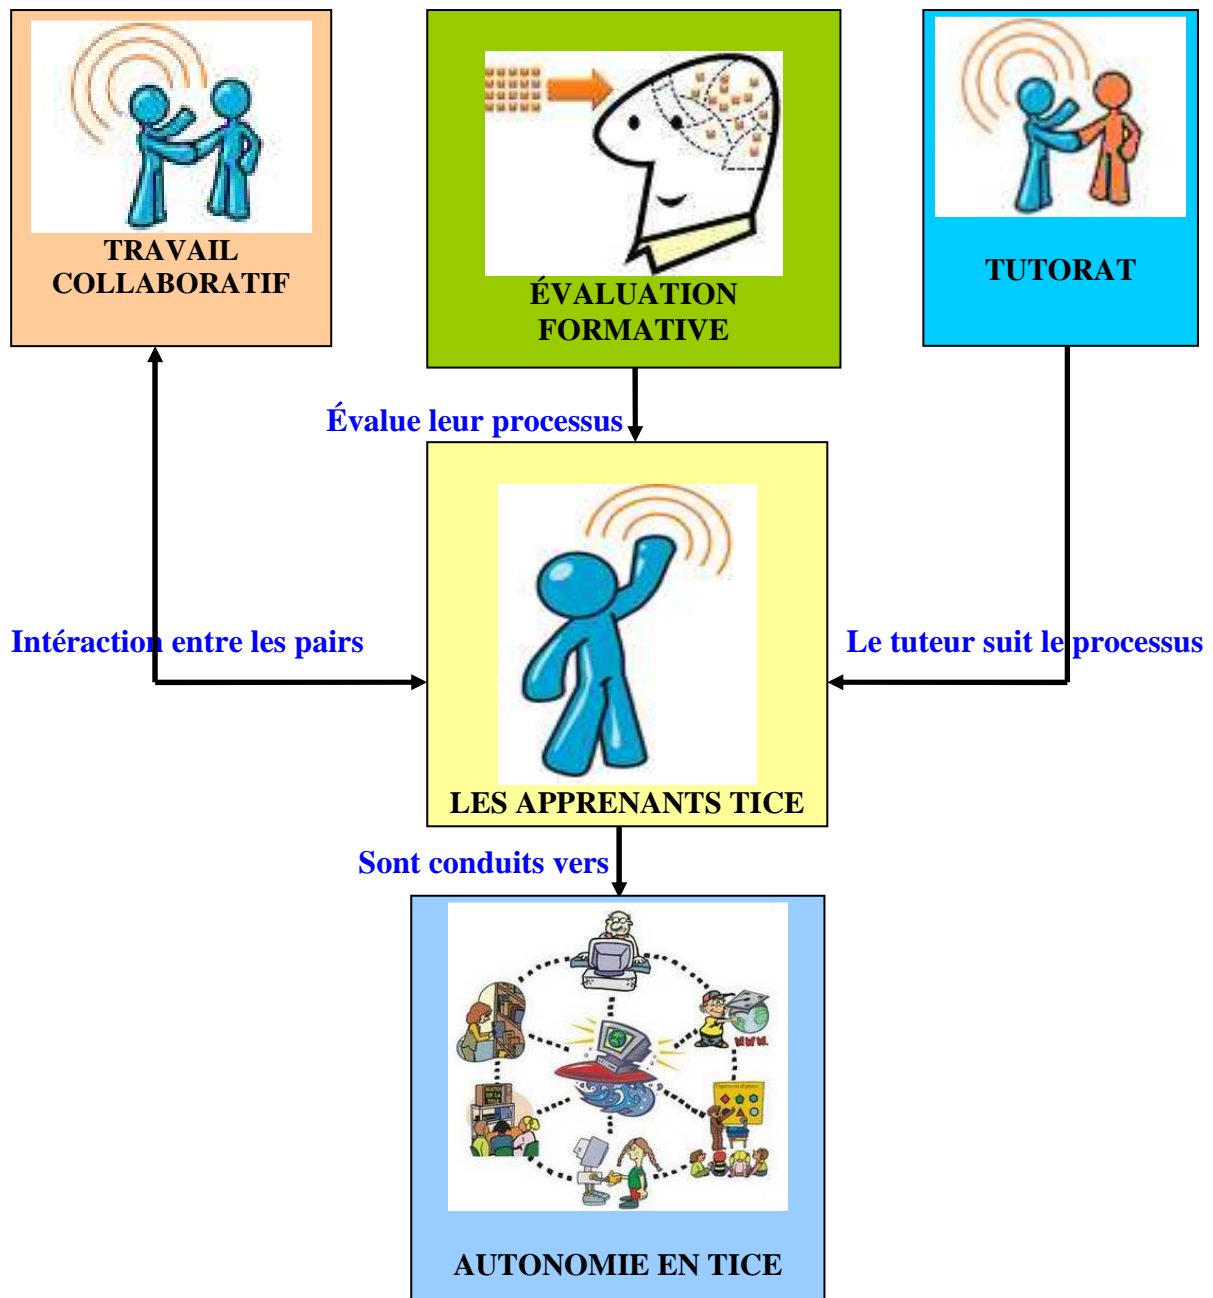 TRAVAIL
COLLABORATIF
ÉVALUATION
FORMATIVE
TUTORAT
Évalue leur processus
Intéraction entre les pairs
Le tuteur suit le processus
LES APPRENANTS TICE
Sont conduits vers
WWW.
AUTONOMIE EN TICE